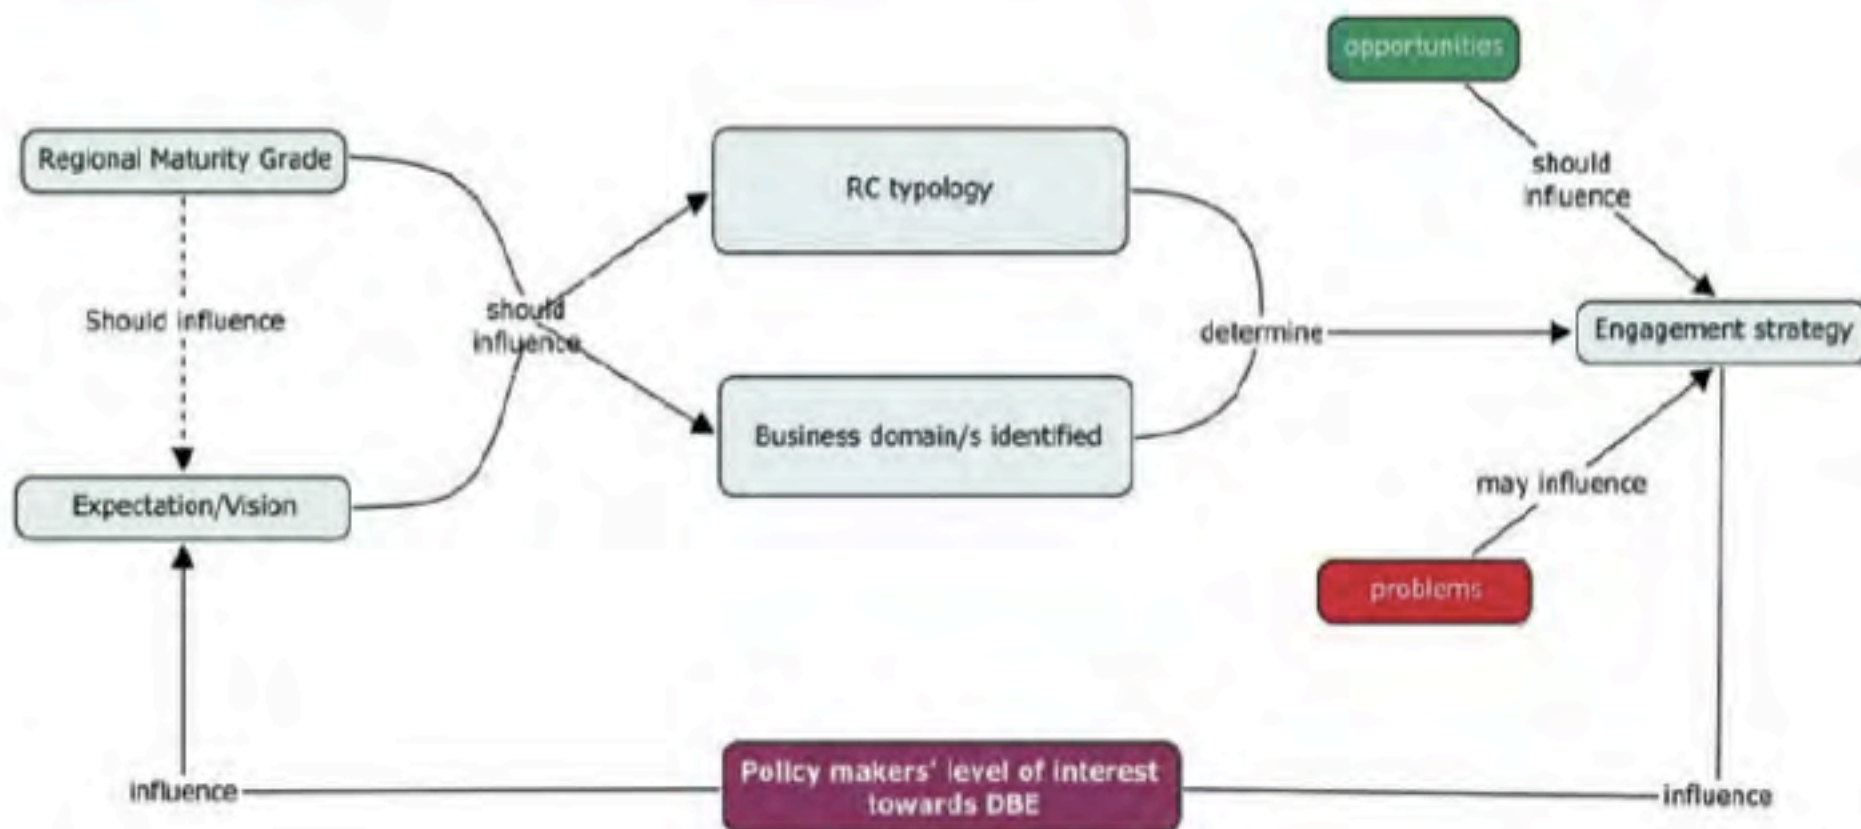 opportunities
Regional Maturity Grade
should
influence
RC typology
Should influence
should
influence
determine
Engagement strategy
Business domain/s identified
may influence
Expectation/Vision
problems
Policy makers' level of interest
towards DBE
influence
influence